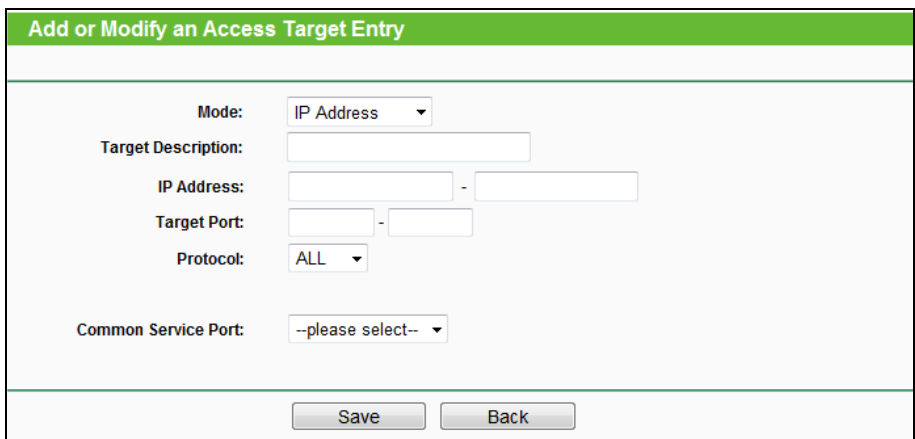 Add or Modify an Access Target Entry
Mode: IP Address
Target Description:
IP Address: -
Target Port: -
Protocol: ALL
Common Service Port: --please select--
Save Back